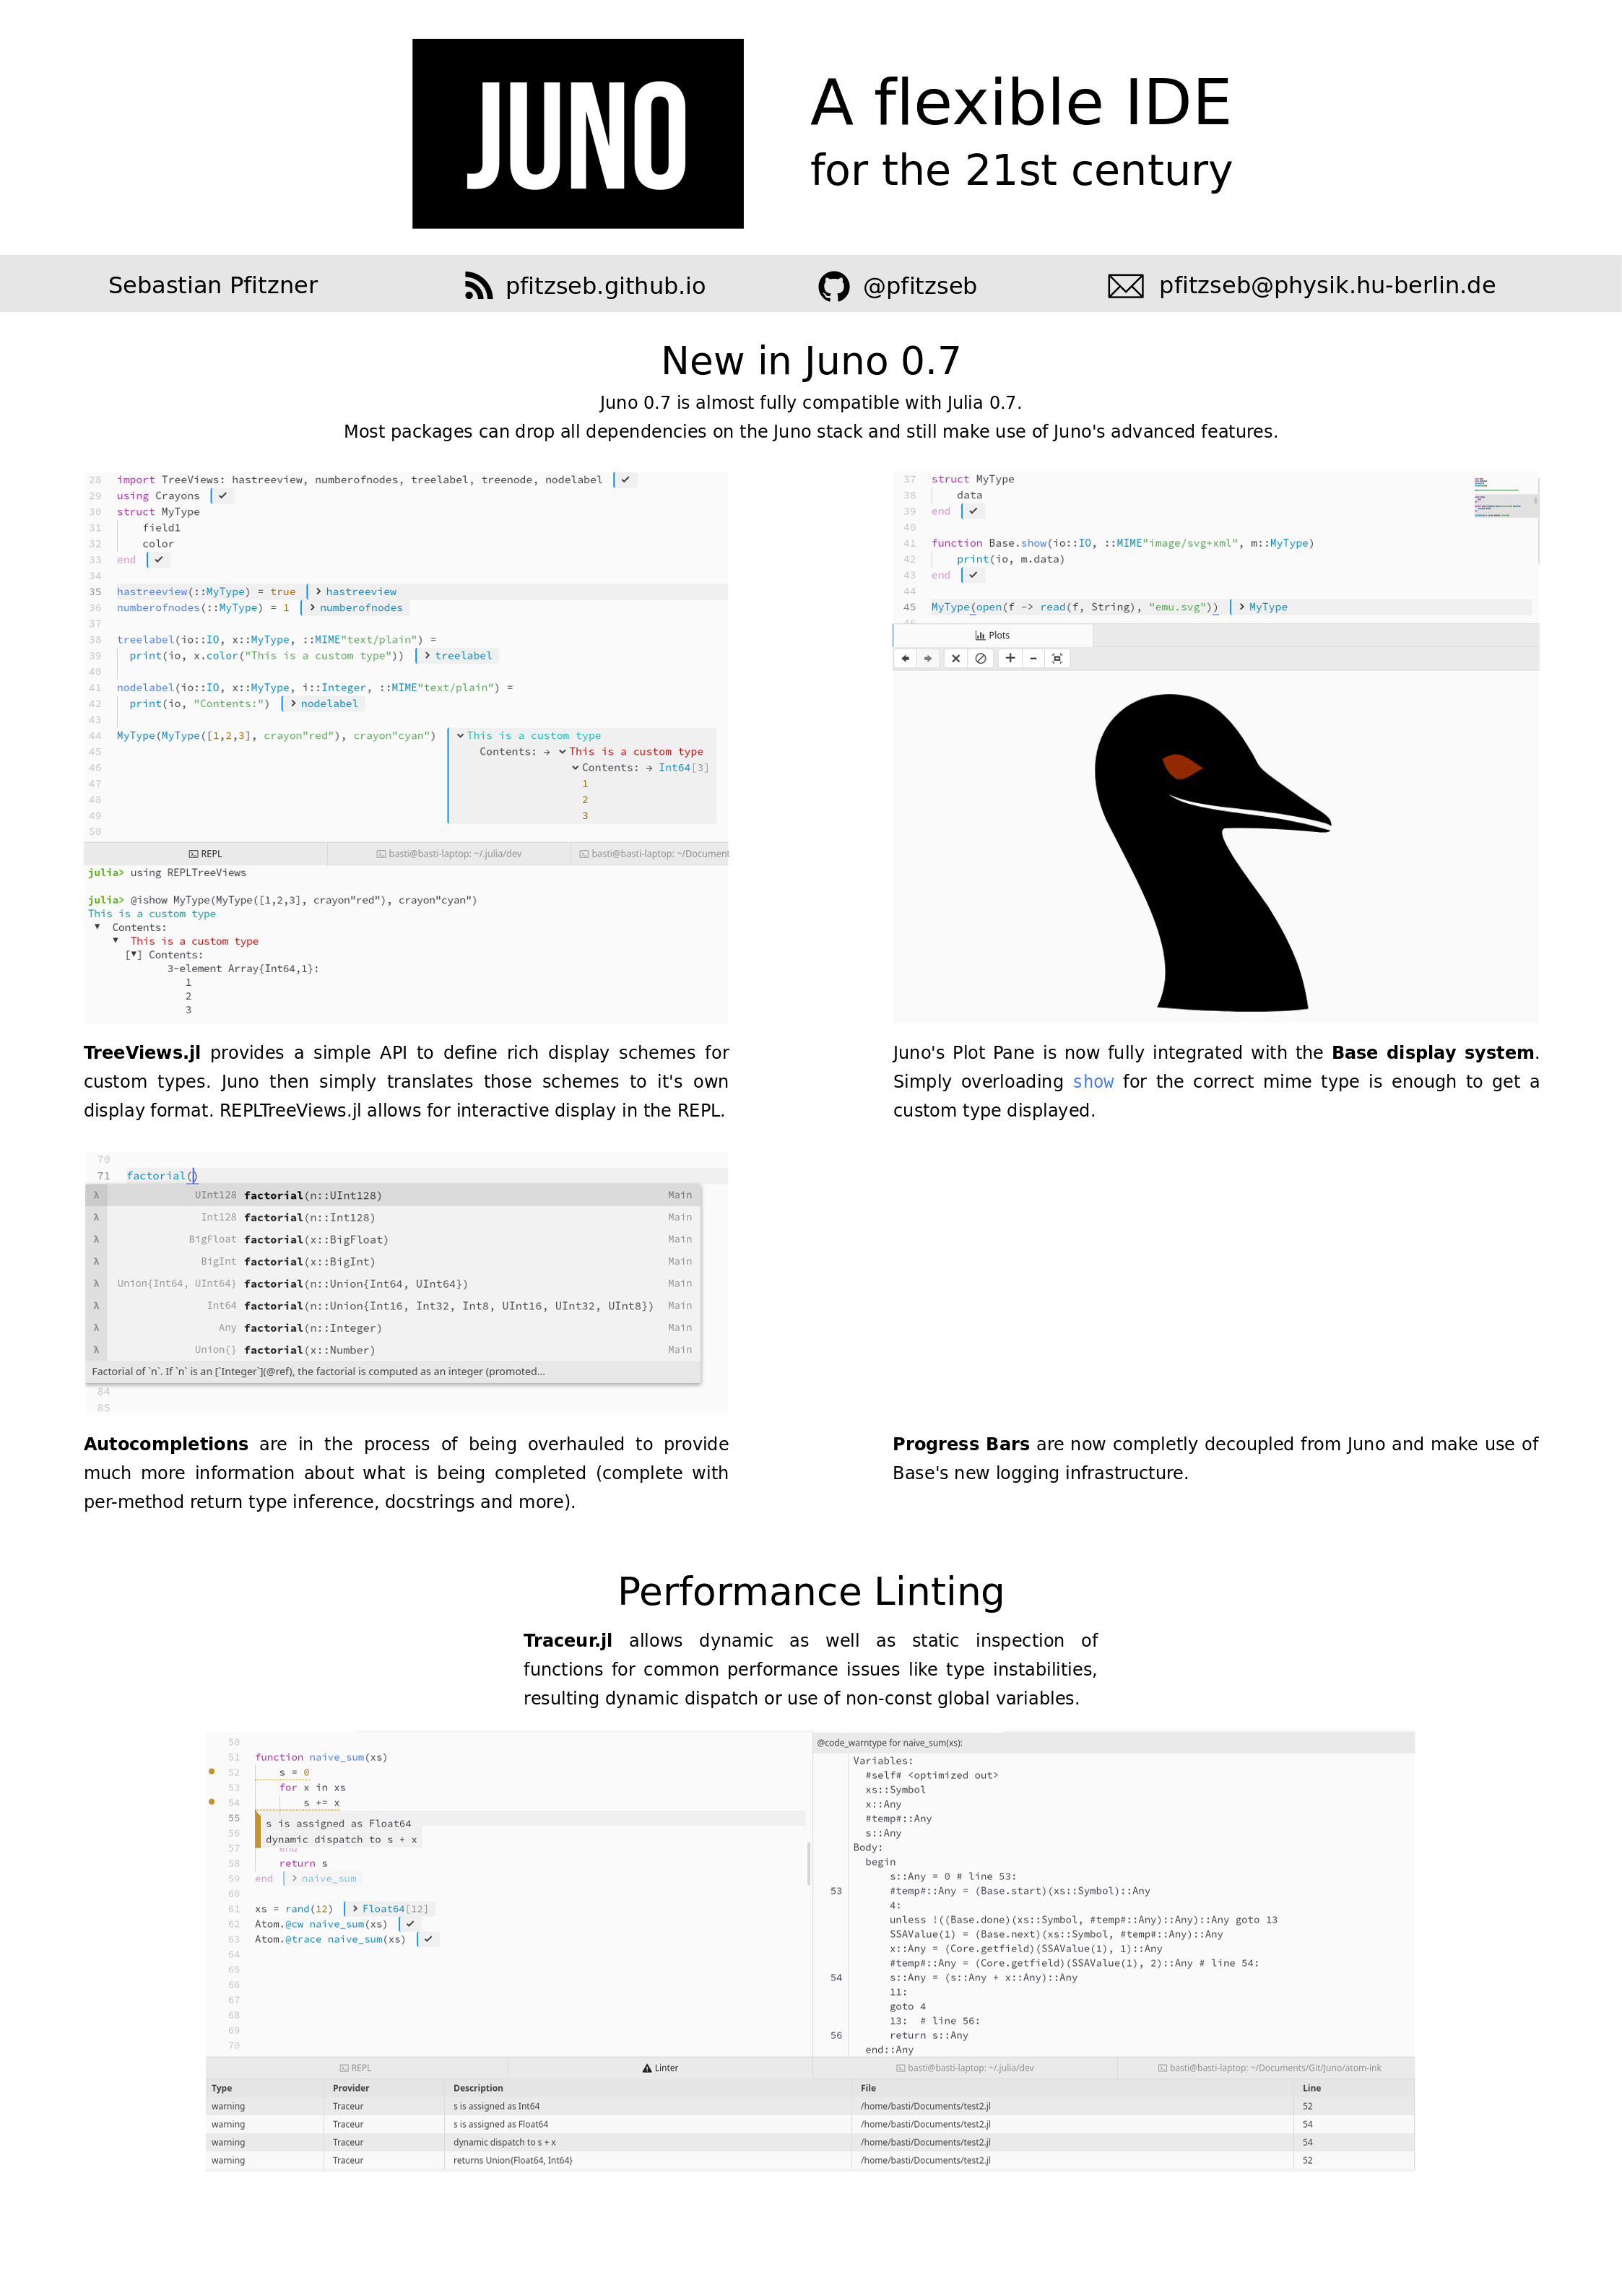 JUNO
A flexible IDE
for the 21st century
Sebastian Pfitzner
pfitzseb.github.io
@pfitzseb
pfitzseb@physik.hu-berlin.de
New in Juno 0.7
Juno 0.7 is almost fully compatible with Julia 0.7.
Most packages can drop all dependencies on the Juno stack and still make use of Juno's advanced features.
28 import TreeViews: hastreeview, numberofnodes, treelabel, treenode, nodelabel ✓
29 using Crayons ✓
30 struct MyType
31 field1
32 color
33 end ✓
34
35 hastreeview(::MyType) = true > hastreeview
36 numberofnodes(::MyType) = 1 > numberofnodes
37
38 treelabel(io::IO, x::MyType, ::MIME"text/plain") =
39 print(io, x.color("This is a custom type")) > treelabel
40
41 nodelabel(io::IO, x::MyType, i::Integer, ::MIME"text/plain") =
42 print(io, "Contents:") > nodelabel
43
44 MyType(MyType([1,2,3], crayon"red"), crayon"cyan") This is a custom type
45 Contents: → This is a custom type
46 Contents: → Int64[3]
47 1
48 2
49 3
50
REPL basti@basti-laptop: ~/.julia/dev basti@basti-laptop: ~/Document
julia> using REPLTreeViews
julia> @ishow MyType(MyType([1,2,3], crayon"red"), crayon"cyan")
This is a custom type
▼ Contents:
▼ This is a custom type
[▼] Contents:
3-element Array{Int64,1}:
1
2
3
TreeViews.jl provides a simple API to define rich display schemes for
custom types. Juno then simply translates those schemes to it's own
display format. REPLTreeViews.jl allows for interactive display in the REPL.
37 struct MyType
38 data
39 end ✓
40
41 function Base.show(io::IO, ::MIME"image/svg+xml", m::MyType)
42 print(io, m.data)
43 end ✓
44
45 MyType(open(f -> read(f, String), "emu.svg")) > MyType
46
Plots
Juno's Plot Pane is now fully integrated with the Base display system.
Simply overloading show for the correct mime type is enough to get a
custom type displayed.
70
71 factorial()
λ UInt128 factorial(n::UInt128) Main
λ Int128 factorial(n::Int128) Main
λ BigFloat factorial(x::BigFloat) Main
λ BigInt factorial(x::BigInt) Main
λ Union{Int64, UInt64} factorial(n::Union{Int64, UInt64}) Main
λ Int64 factorial(n::Union{Int16, Int32, Int8, UInt16, UInt32, UInt8}) Main
λ Any factorial(n::Integer) Main
λ Union{} factorial(x::Number) Main
Factorial of `n`. If `n` is an [`Integer`](@ref), the factorial is computed as an integer (promoted...
84
85
Autocompletions are in the process of being overhauled to provide
much more information about what is being completed (complete with
per-method return type inference, docstrings and more).
Progress Bars are now completly decoupled from Juno and make use of
Base's new logging infrastructure.
Performance Linting
Traceur.jl allows dynamic as well as static inspection of
functions for common performance issues like type instabilities,
resulting dynamic dispatch or use of non-const global variables.
50
51 function naive_sum(xs)
52 s = 0
53 for x in xs
54 s += x
55 s is assigned as Float64
56 dynamic dispatch to s + x
57 end
58 return s
59 end > naive_sum
60
61 xs = rand(12) > Float64[12]
62 Atom.@cw naive_sum(xs) ✓
63 Atom.@trace naive_sum(xs) ✓
64
65
66
67
68
69
70
@code_warntype for naive_sum(xs):
Variables:
#self# <optimized out>
xs::Symbol
x::Any
#temp#::Any
s::Any
Body:
begin
s::Any = 0 # line 53:
53 #temp#::Any = (Base.start)(xs::Symbol)::Any
4:
unless !((Base.done)(xs::Symbol, #temp#::Any)::Any)::Any goto 13
SSAValue(1) = (Base.next)(xs::Symbol, #temp#::Any)::Any
x::Any = (Core.getfield)(SSAValue(1), 1)::Any
#temp#::Any = (Core.getfield)(SSAValue(1), 2)::Any # line 54:
54 s::Any = (s::Any + x::Any)::Any
11:
goto 4
13: # line 56:
56 return s::Any
end::Any
REPL Linter basti@basti-laptop: ~/.julia/dev basti@basti-laptop: ~/Documents/Git/Juno/atom-ink
Type Provider Description File Line
warning Traceur s is assigned as Int64 /home/basti/Documents/test2.jl 52
warning Traceur s is assigned as Float64 /home/basti/Documents/test2.jl 54
warning Traceur dynamic dispatch to s + x /home/basti/Documents/test2.jl 54
warning Traceur returns Union{Float64, Int64} /home/basti/Documents/test2.jl 52